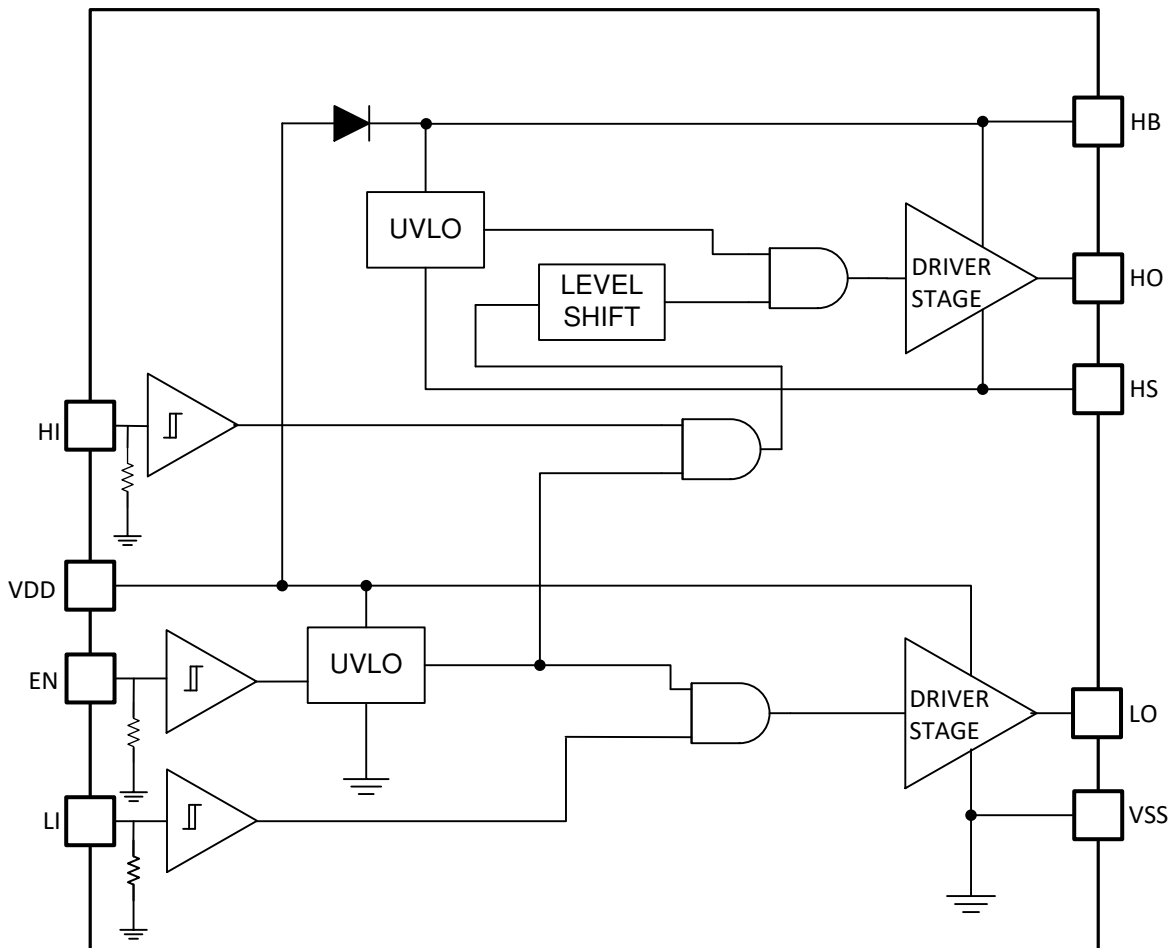 HB
UVLO
LEVEL
SHIFT
DRIVER
STAGE
HO
HS
HI
VDD
EN
UVLO
DRIVER
STAGE
LO
LI
VSS